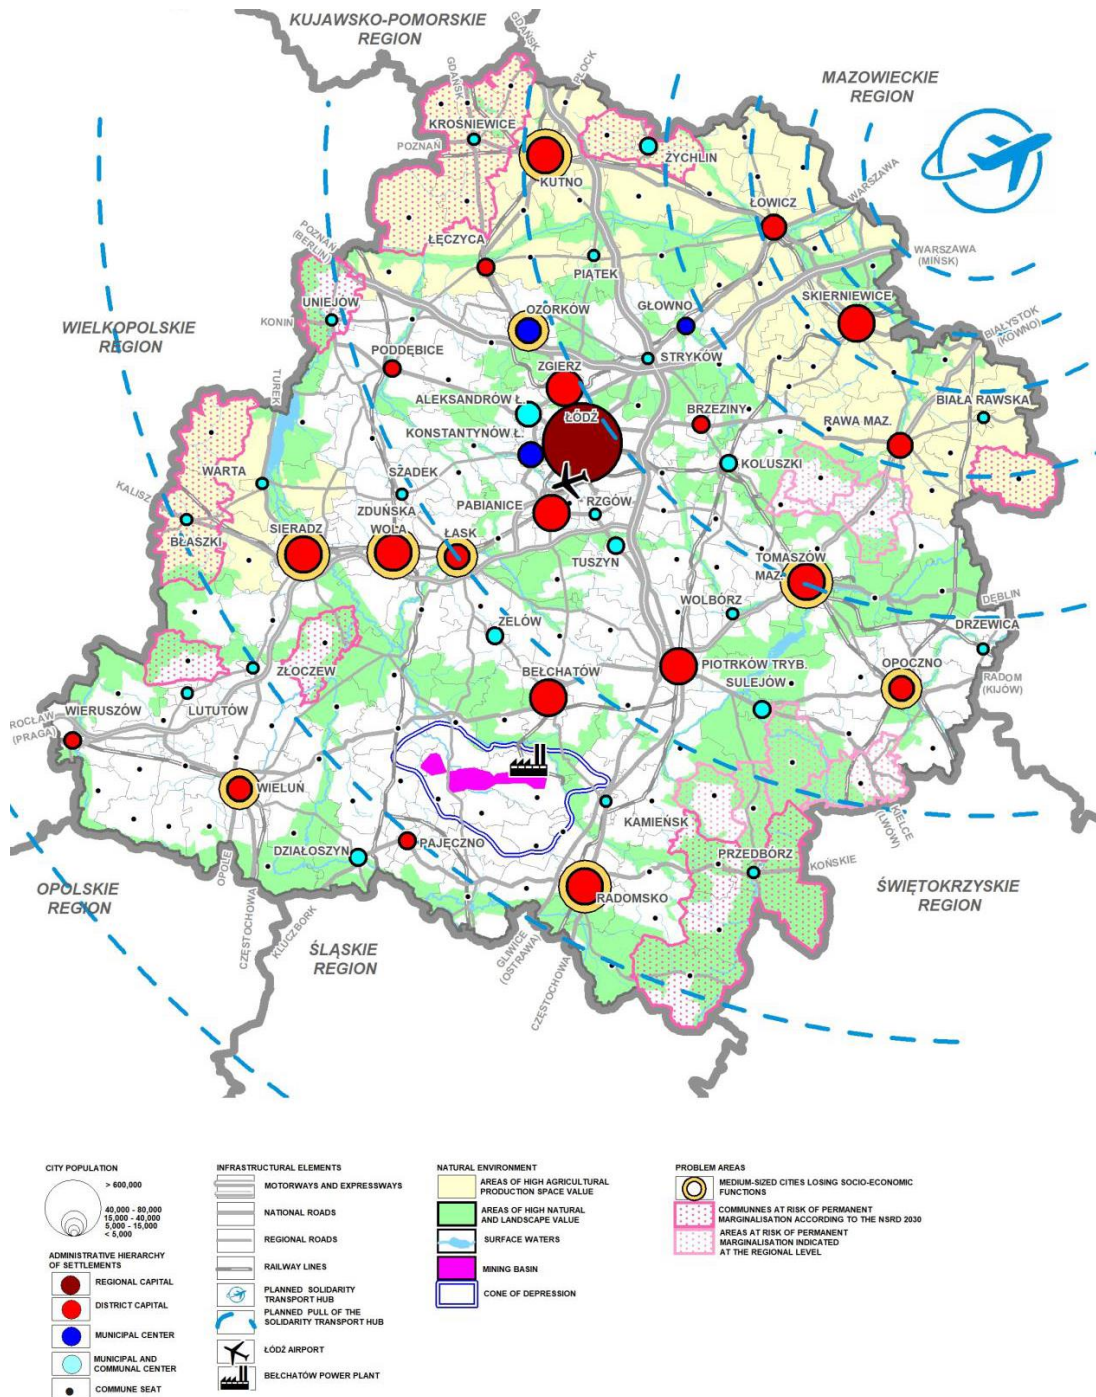 KUJAWSKO-POMORSKIE
REGION
GDAŃSK
GDAŃSK
PŁOCK
MAZOWIECKIE
REGION
KROŚNIEWICE
POZNAŃ
ŻYCHLIN
KUTNO
WARSZAWA
ŁOWICZ
ŁĘCZYCA
POZNAŃ
(BERLIN)
PIĄTEK
WARSZAWA
(MIŃSK)
UNIEJÓW
OZORKÓW
GŁOWNO
SKIERNIEWICE
KONIN
WIELKOPOLSKIE
REGION
BIAŁYSTOK
(KOWNO)
PODDĘBICE
ZGIERZ
STRYKÓW
TUREK
ALEKSANDRÓW Ł.
ŁÓDŹ
BRZEZINY
BIAŁA RAWSKA
RAWA MAZ.
KONSTANTYNÓW Ł.
KOLUSZKI
WARTA
SZADEK
KALISZ
PABIANICE
RZGÓW
ZDUŃSKA
WOLA
SIERADZ
ŁASK
BŁASZKI
TUSZYN
TOMASZÓW
MAZ.
DĘBLIN
WOLBÓRZ
DRZEWICA
ZELÓW
ZŁOCZEW
BEŁCHATÓW
PIOTRKÓW TRYB.
OPOCZNO
RADOM
(KIJÓW)
SULEJÓW
WIERUSZÓW
LUTUTÓW
ROCŁAW
(PRAGA)
WIELUŃ
KAMIEŃSK
KIELCE
(LWÓW)
DZIAŁOSZYN
PAJĘCZNO
PRZEDBÓRZ
KOŃSKIE
OPOLE
OPOLSKIE
REGION
RADOMSKO
ŚWIĘTOKRZYSKIE
REGION
CZĘSTOCHOWA
KLUCZBORK
ŚLĄSKIE
REGION
GLIWICE
(OSTRAWA)
CZĘSTOCHOWA
CITY POPULATION
> 600,000
40,000 - 80,000
15,000 - 40,000
5,000 - 15,000
< 5,000
ADMINISTRATIVE HIERARCHY
OF SETTLEMENTS
REGIONAL CAPITAL
DISTRICT CAPITAL
MUNICIPAL CENTER
MUNICIPAL AND
COMMUNAL CENTER
COMMUNE SEAT
INFRASTRUCTURAL ELEMENTS
MOTORWAYS AND EXPRESSWAYS
NATIONAL ROADS
REGIONAL ROADS
RAILWAY LINES
PLANNED SOLIDARITY
TRANSPORT HUB
PLANNED PULL OF THE
SOLIDARITY TRANSPORT HUB
ŁÓDŹ AIRPORT
BEŁCHATÓW POWER PLANT
NATURAL ENVIRONMENT
AREAS OF HIGH AGRICULTURAL
PRODUCTION SPACE VALUE
AREAS OF HIGH NATURAL
AND LANDSCAPE VALUE
SURFACE WATERS
MINING BASIN
CONE OF DEPRESSION
PROBLEM AREAS
MEDIUM-SIZED CITIES LOSING SOCIO-ECONOMIC
FUNCTIONS
COMMUNNES AT RISK OF PERMANENT
MARGINALISATION ACCORDING TO THE NSRD 2030
AREAS AT RISK OF PERMANENT
MARGINALISATION INDICATED
AT THE REGIONAL LEVEL